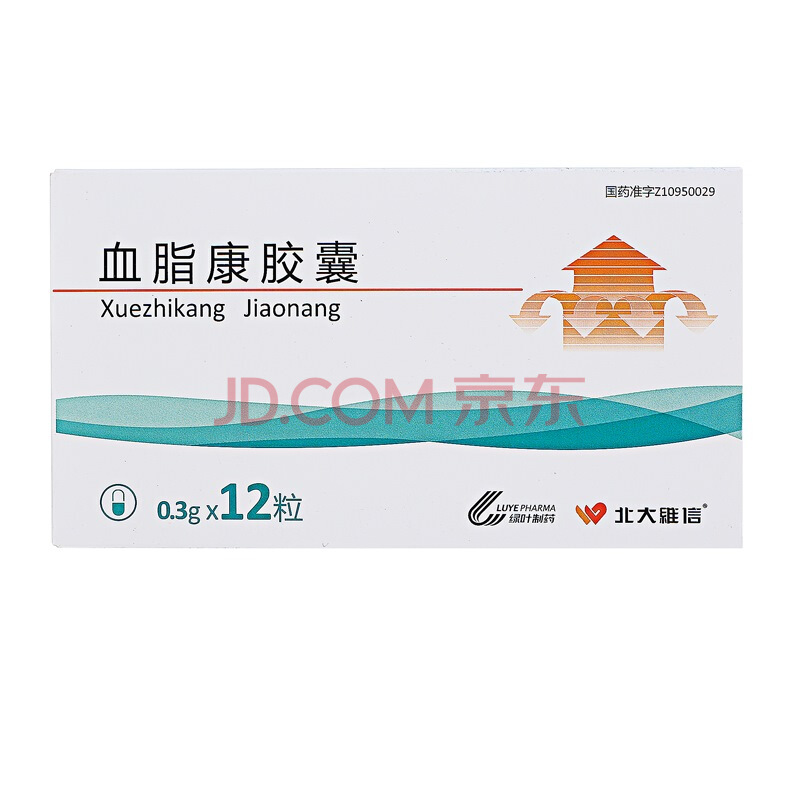 国药准字Z10950029
血脂康胶囊
Xuezhikang Jiaonang
JD.COM 京东
0.3g x12粒
LUYE PHARMA
绿叶制药
北大维信®